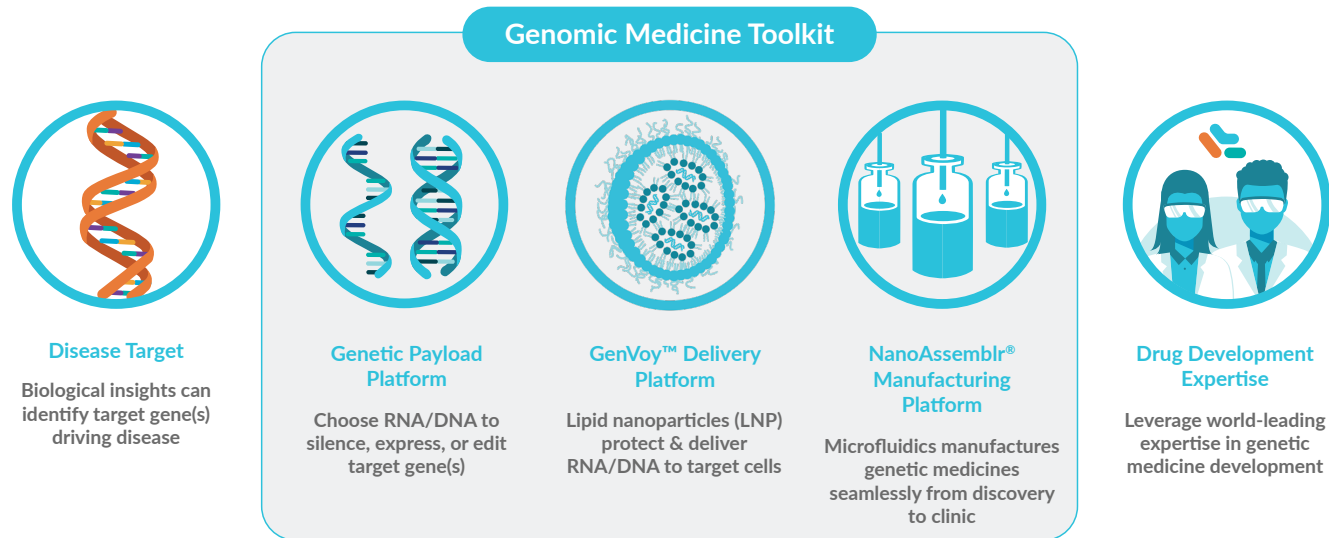 Genomic Medicine Toolkit
Disease Target
Biological insights can
identify target gene(s)
driving disease
Genetic Payload
Platform
Choose RNA/DNA to
silence, express, or edit
target gene(s)
GenVoy™ Delivery
Platform
Lipid nanoparticles (LNP)
protect & deliver
RNA/DNA to target cells
NanoAssemblr®
Manufacturing
Platform
Microfluidics manufactures
genetic medicines
seamlessly from discovery
to clinic
Drug Development
Expertise
Leverage world-leading
expertise in genetic
medicine development